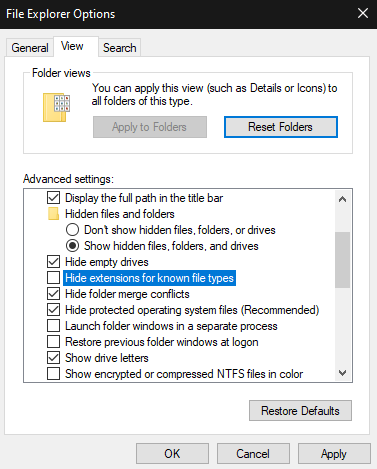 File Explorer Options
General
View
Search
Folder views
You can apply this view (such as Details or Icons) to
all folders of this type.
Apply to Folders
Reset Folders
Advanced settings:
Display the full path in the title bar
Hidden files and folders
Don't show hidden files, folders, or drives
Show hidden files, folders, and drives
Hide empty drives
Hide extensions for known file types
Hide folder merge conflicts
Hide protected operating system files (Recommended)
Launch folder windows in a separate process
Restore previous folder windows at logon
Show drive letters
Show encrypted or compressed NTFS files in color
Restore Defaults
OK
Cancel
Apply